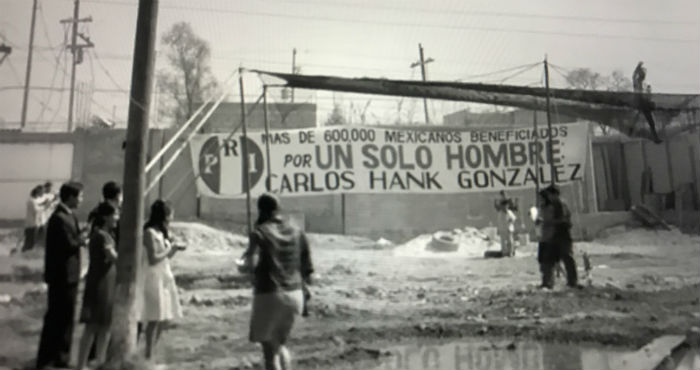 PRI
MAS DE 600,000 MEXICANOS BENEFICIADOS
POR UN SOLO HOMBRE:
CARLOS HANK GONZALEZ